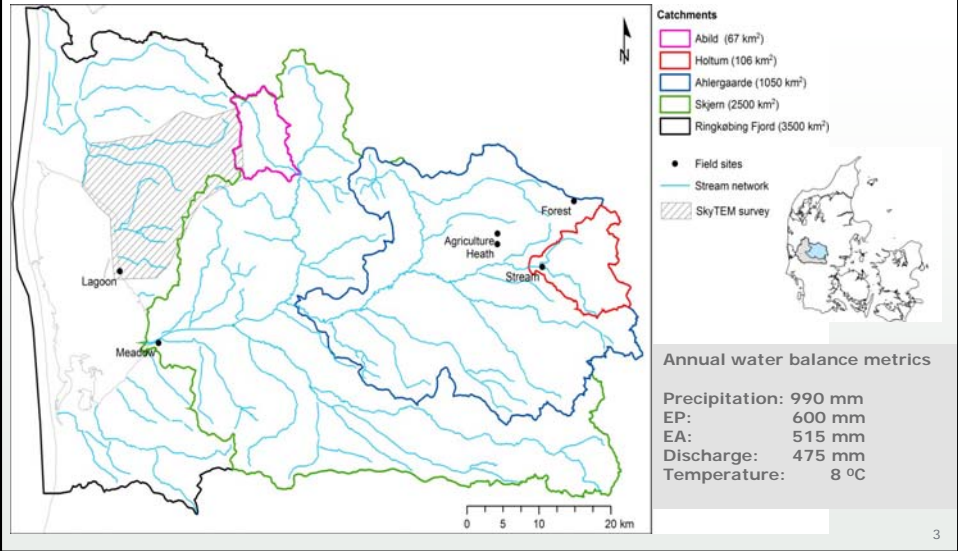 N
Forest
Agriculture
Heath
Stream
Lagoon
Meadow
0 5 10 20 km
Catchments
Abild (67 km²)
Holtum (106 km²)
Ahlergaarde (1050 km²)
Skjern (2500 km²)
Ringkøbing Fjord (3500 km²)
Field sites
Stream network
SkyTEM survey
Annual water balance metrics
Precipitation: 990 mm
EP: 600 mm
EA: 515 mm
Discharge: 475 mm
Temperature: 8 ºC
3